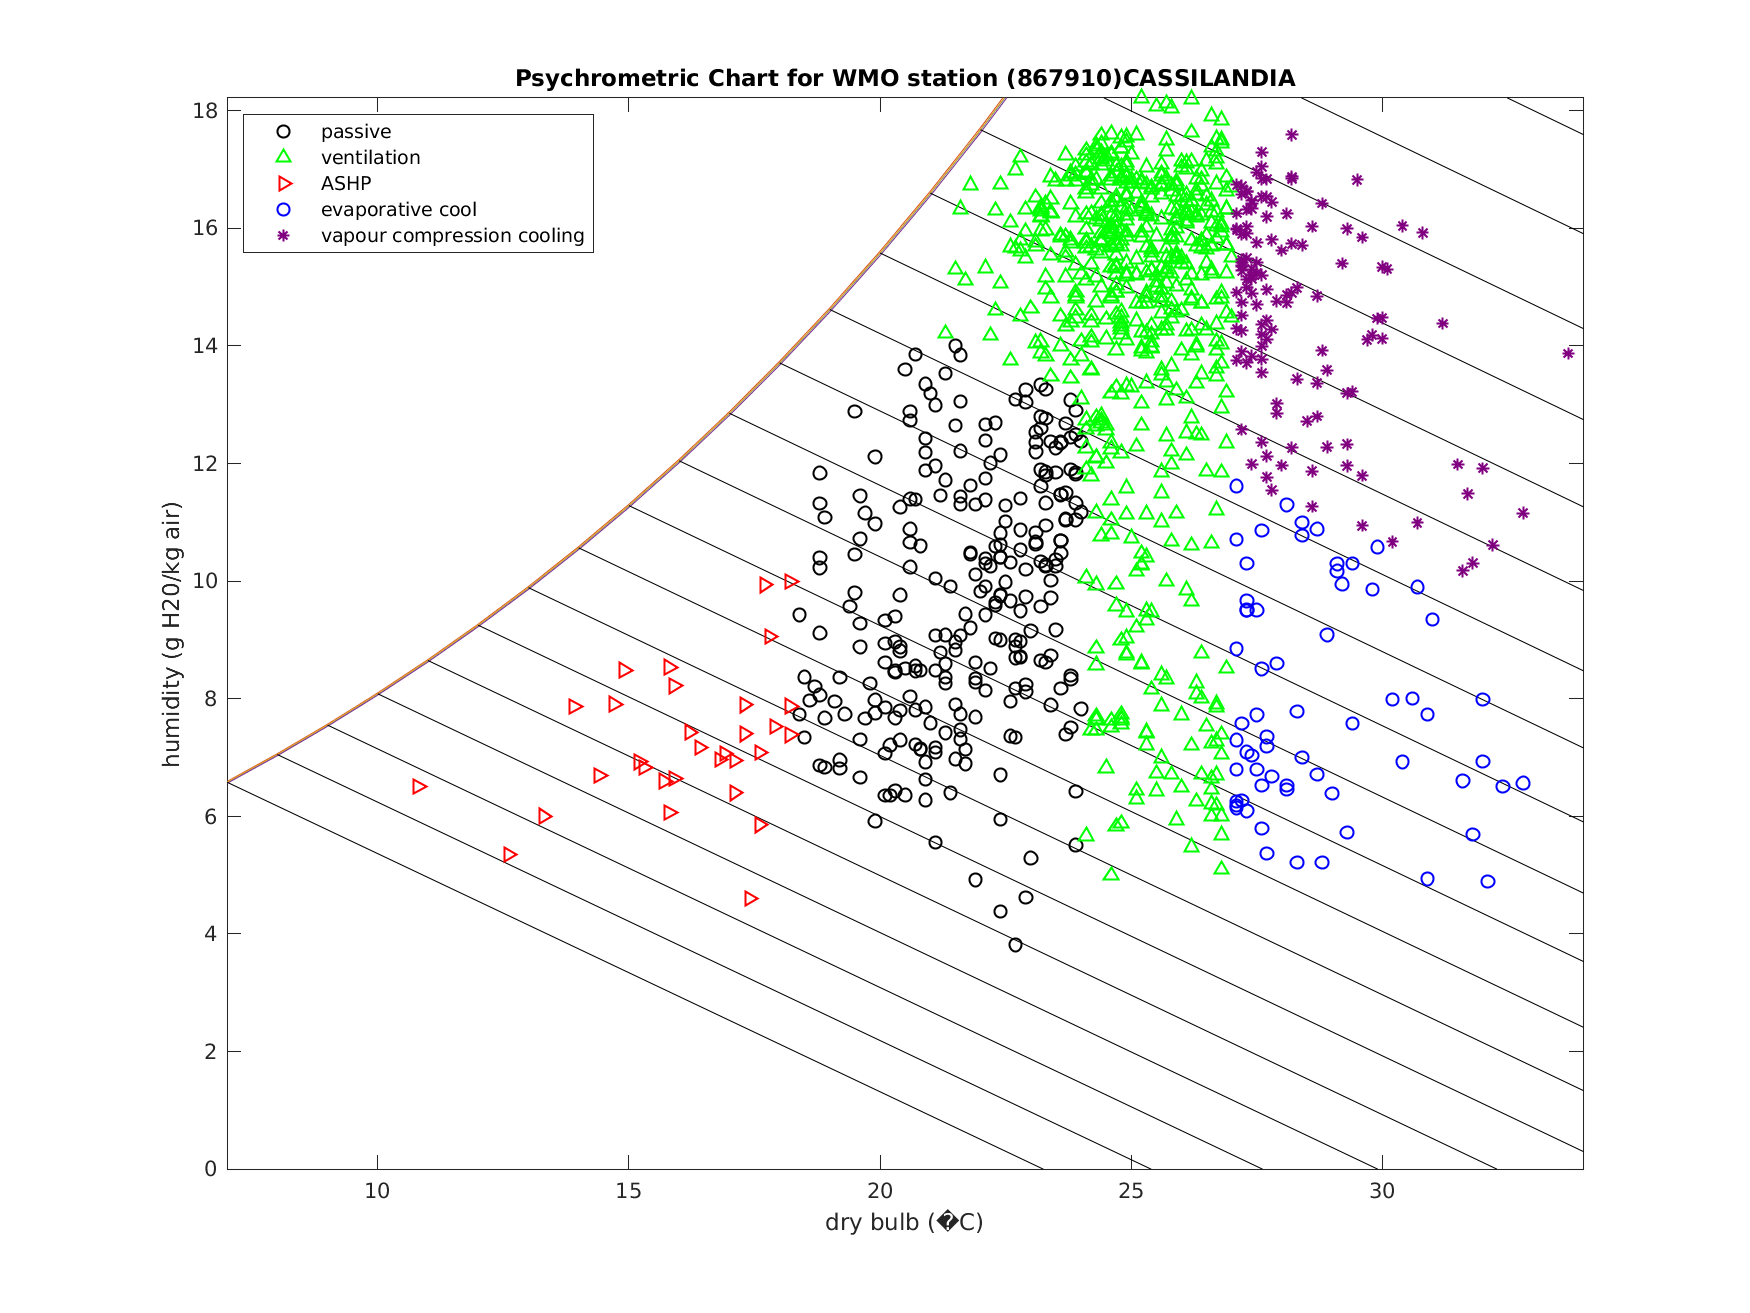 Psychrometric Chart for WMO station (867910)CASSILANDIA
passive
ventilation
ASHP
evaporative cool
vapour compression cooling
18
16
14
12
10
8
6
4
2
0
humidity (g H20/kg air)
10
15
20
25
30
dry bulb (�C)